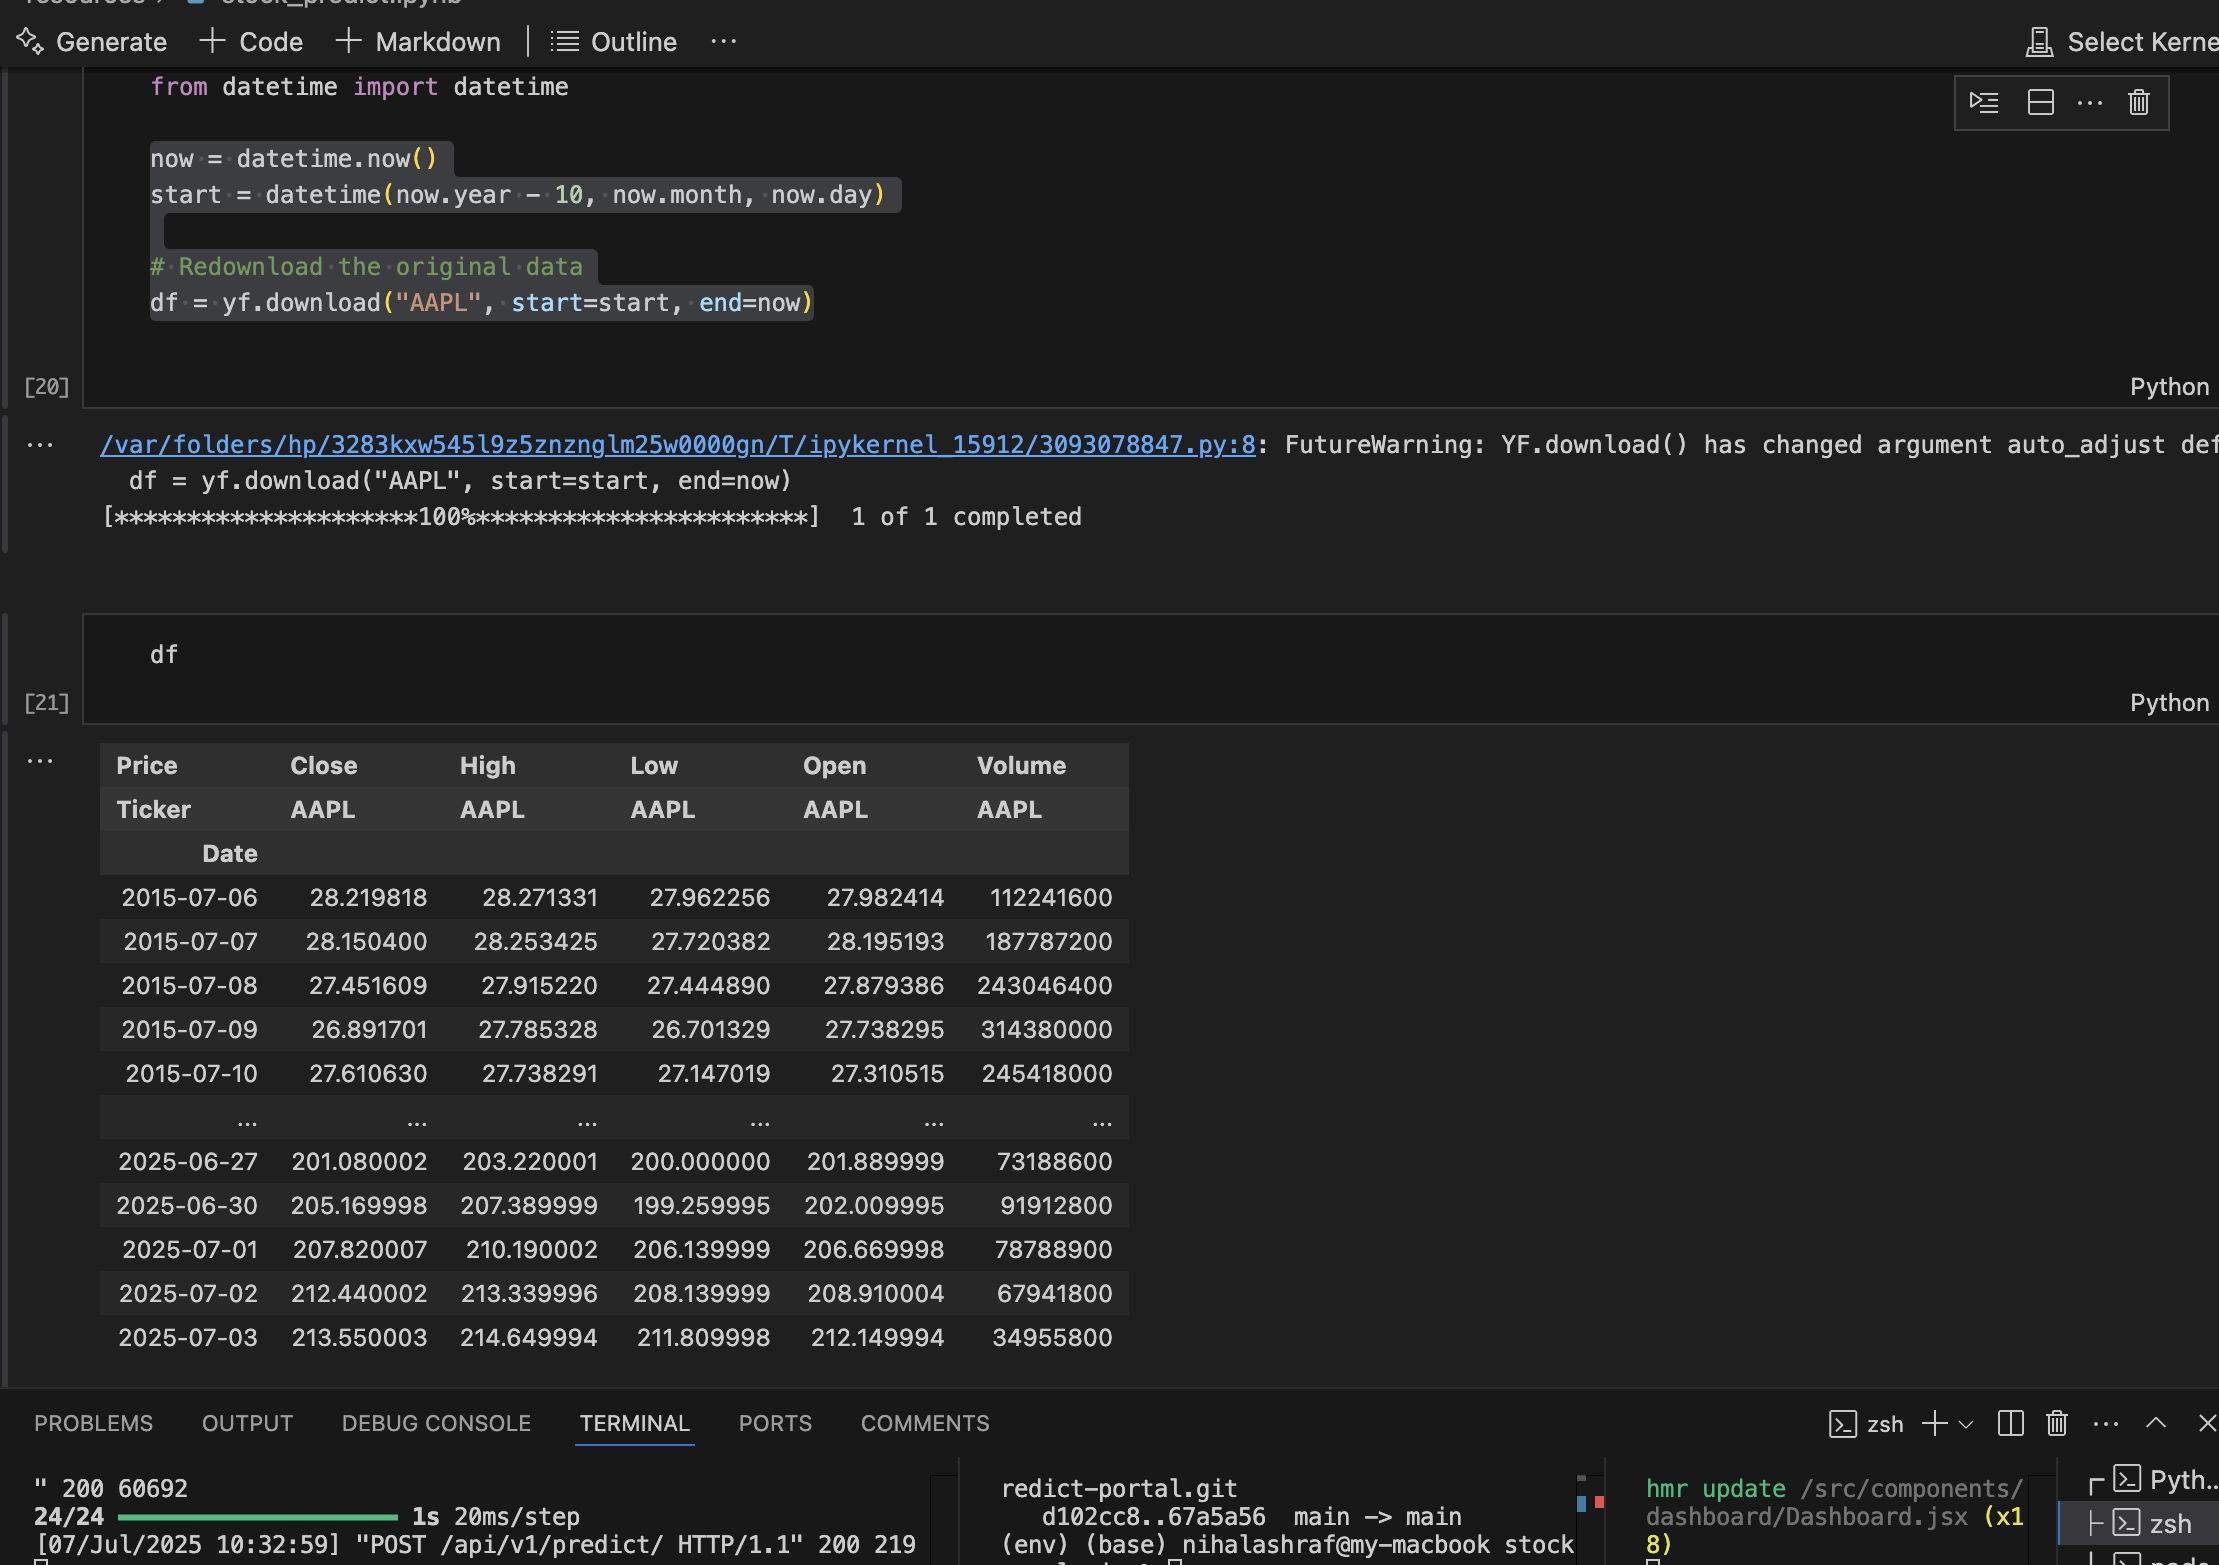 Generate Code Markdown Outline ... Select Kerne
from datetime import datetime
now = datetime.now()
start = datetime(now.year - 10, now.month, now.day)
# Redownload the original data
df = yf.download("AAPL", start=start, end=now)
[20] Python
/var/folders/hp/3283kxw545l9z5znznglm25w0000gn/T/ipykernel_15912/3093078847.py:8: FutureWarning: YF.download() has changed argument auto_adjust def
df = yf.download("AAPL", start=start, end=now)
[*********************100%***********************] 1 of 1 completed
df
[21] Python
Price Close High Low Open Volume
Ticker AAPL AAPL AAPL AAPL AAPL
Date
2015-07-06 28.219818 28.271331 27.962256 27.982414 112241600
2015-07-07 28.150400 28.253425 27.720382 28.195193 187787200
2015-07-08 27.451609 27.915220 27.444890 27.879386 243046400
2015-07-09 26.891701 27.785328 26.701329 27.738295 314380000
2015-07-10 27.610630 27.738291 27.147019 27.310515 245418000
... ... ... ... ... ...
2025-06-27 201.080002 203.220001 200.000000 201.889999 73188600
2025-06-30 205.169998 207.389999 199.259995 202.009995 91912800
2025-07-01 207.820007 210.190002 206.139999 206.669998 78788900
2025-07-02 212.440002 213.339996 208.139999 208.910004 67941800
2025-07-03 213.550003 214.649994 211.809998 212.149994 34955800
PROBLEMS OUTPUT DEBUG CONSOLE TERMINAL PORTS COMMENTS zsh
" 200 60692
24/24 1s 20ms/step
[07/Jul/2025 10:32:59] "POST /api/v1/predict/ HTTP/1.1" 200 219
redict-portal.git
d102cc8..67a5a56 main -> main
(env) (base) nihalashraf@my-macbook stock
hmr update /src/components/
dashboard/Dashboard.jsx (x1
8)
Pyth...
zsh